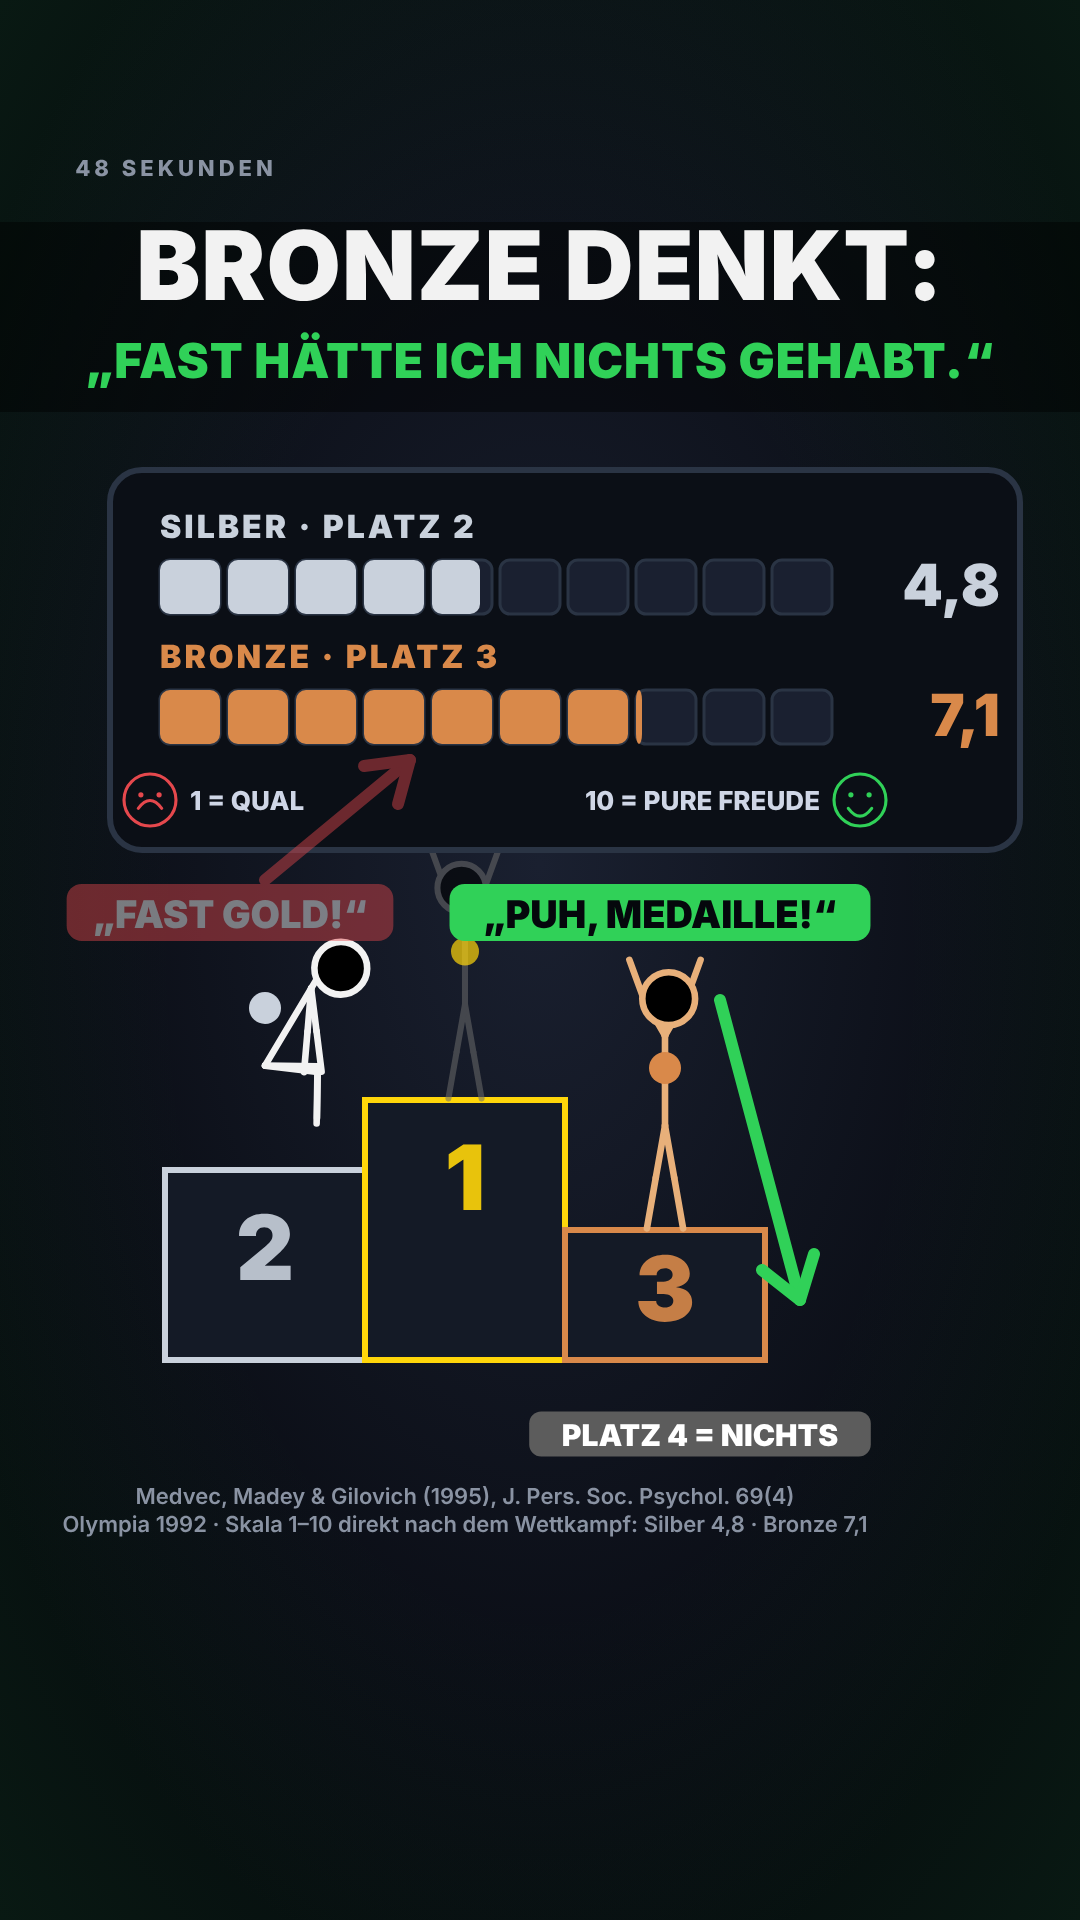 48 SEKUNDEN
BRONZE DENKT:
„FAST HÄTTE ICH NICHTS GEHABT.“
SILBER · PLATZ 2
4,8
BRONZE · PLATZ 3
7,1
1 = QUAL
10 = PURE FREUDE
„FAST GOLD!“
„PUH, MEDAILLE!“
1
2
3
PLATZ 4 = NICHTS
Medvec, Madey & Gilovich (1995), J. Pers. Soc. Psychol. 69(4)
Olympia 1992 · Skala 1–10 direkt nach dem Wettkampf: Silber 4,8 · Bronze 7,1